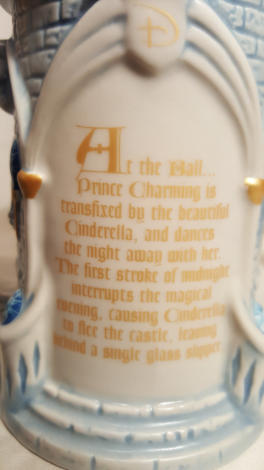 D
At the Ball...
Prince Charming is
transfixed by the beautiful
Cinderella, and dances
the night away with her.
The first stroke of midnight
interrupts the magical
evening, causing Cinderella
to flee the castle, leaving
behind a single glass slipper.